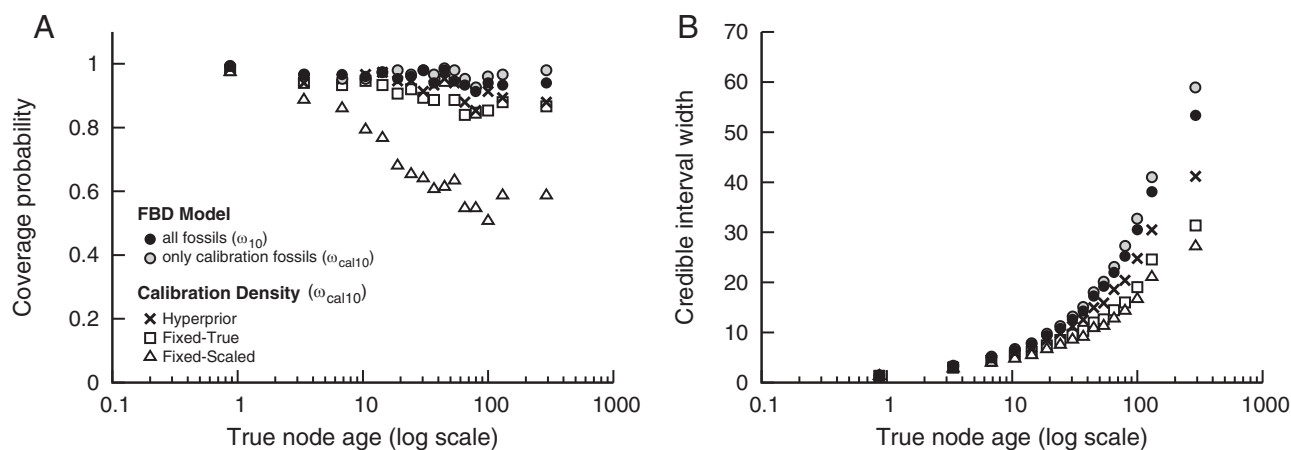 A
Coverage probability
1
0.8
0.6
0.4
0.2
0
0.1
1
10
100
1000
True node age (log scale)
FBD Model
all fossils (ω10)
only calibration fossils (ωcal10)
Calibration Density (ωcal10)
Hyperprior
Fixed-True
Fixed-Scaled
B
Credible interval width
70
60
50
40
30
20
10
0
0.1
1
10
100
1000
True node age (log scale)